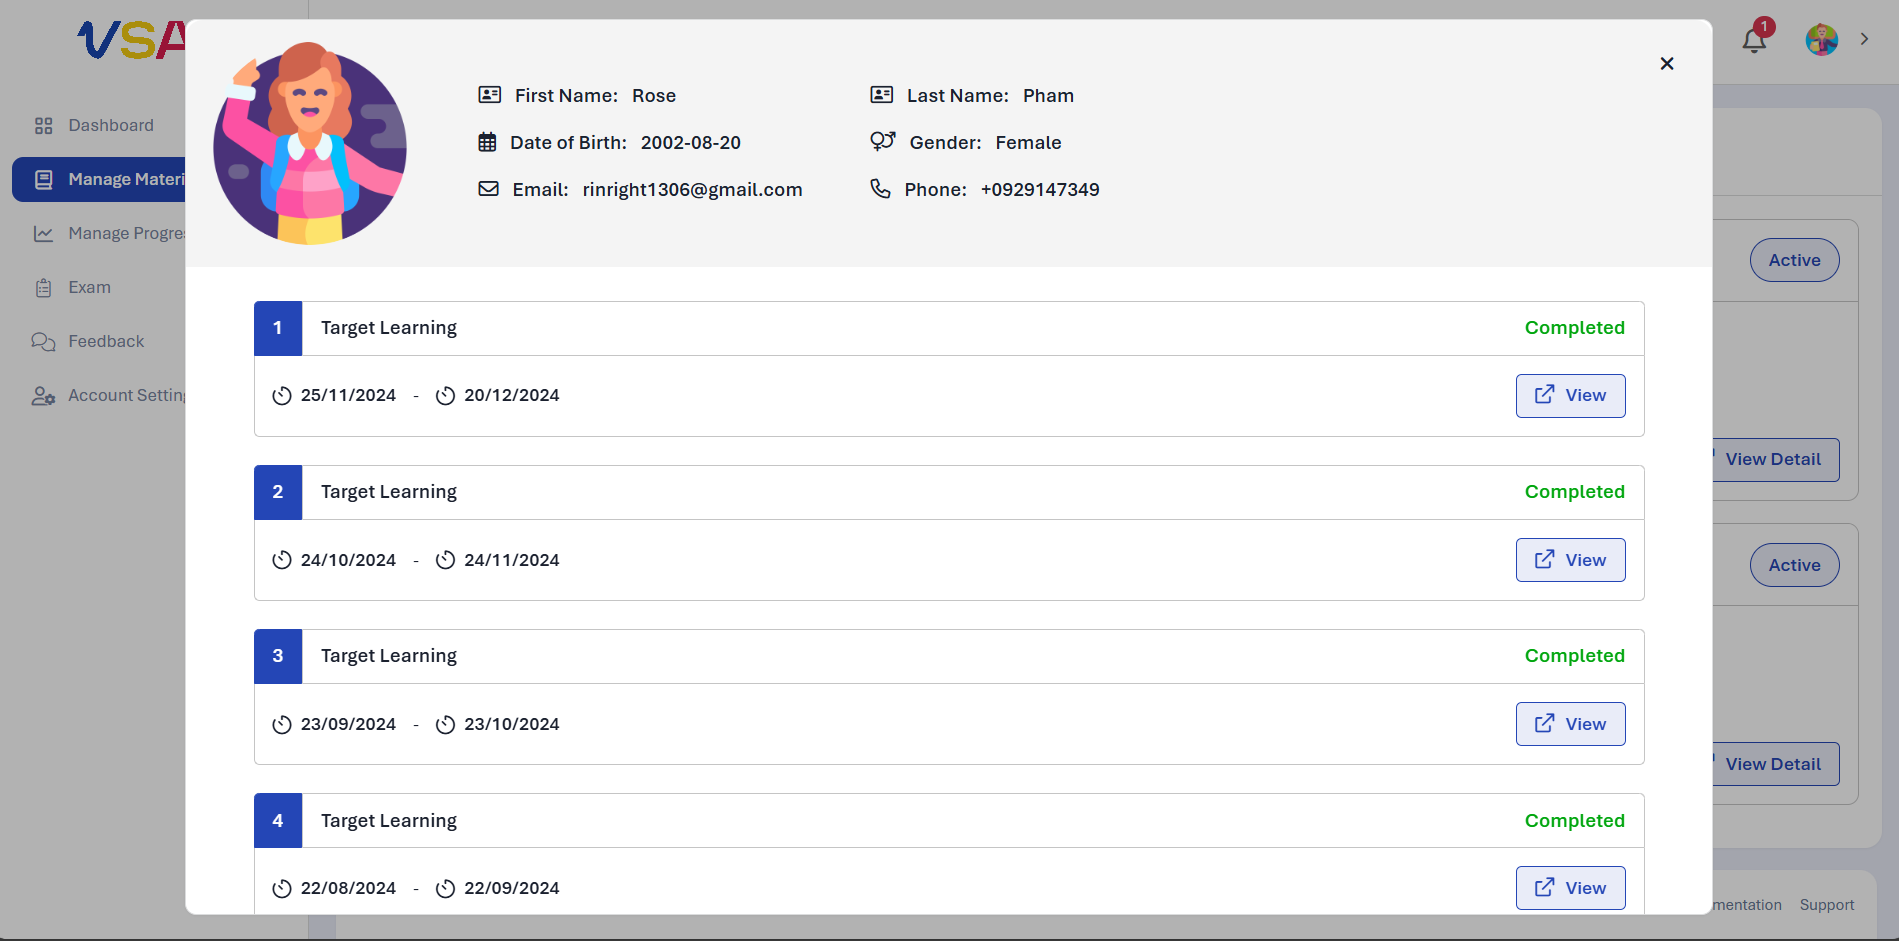 VSA
1
First Name: Rose
Last Name: Pham
Date of Birth: 2002-08-20
Gender: Female
Email: rinright1306@gmail.com
Phone: +0929147349
Dashboard
Manage Materi
Manage Progres
Exam
Feedback
Account Setting
Active
View Detail
Active
View Detail
1 Target Learning Completed
25/11/2024 - 20/12/2024 View
2 Target Learning Completed
24/10/2024 - 24/11/2024 View
3 Target Learning Completed
23/09/2024 - 23/10/2024 View
4 Target Learning Completed
22/08/2024 - 22/09/2024 View
mentation Support